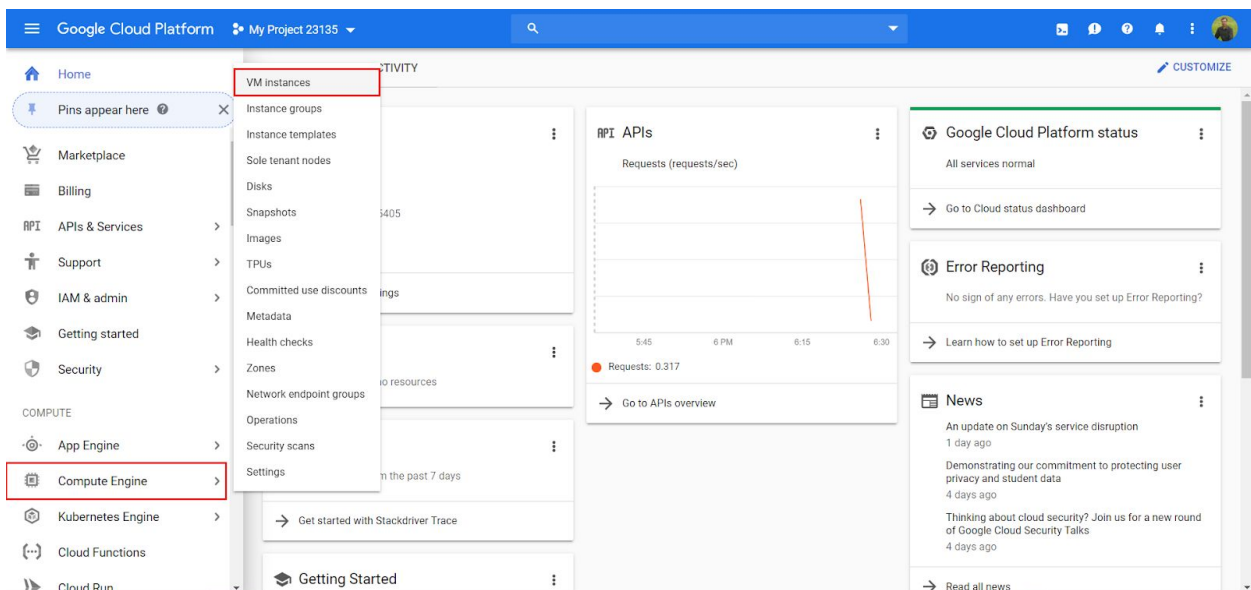 Google Cloud Platform
My Project 23135
Home
Pins appear here
Marketplace
Billing
API APIs & Services
Support
IAM & admin
Getting started
Security
COMPUTE
App Engine
Compute Engine
Kubernetes Engine
Cloud Functions
Cloud Run
VM instances
Instance groups
Instance templates
Sole tenant nodes
Disks
Snapshots
Images
TPUs
Committed use discounts
Metadata
Health checks
Zones
Network endpoint groups
Operations
Security scans
Settings
CTIVITY
CUSTOMIZE
5405
ings
no resources
m the past 7 days
Get started with Stackdriver Trace
Getting Started
API APIs
Requests (requests/sec)
5:45 6 PM 6:15 6:30
Requests: 0.317
Go to APIs overview
Google Cloud Platform status
All services normal
Go to Cloud status dashboard
Error Reporting
No sign of any errors. Have you set up Error Reporting?
Learn how to set up Error Reporting
News
An update on Sunday's service disruption
1 day ago
Demonstrating our commitment to protecting user
privacy and student data
4 days ago
Thinking about cloud security? Join us for a new round
of Google Cloud Security Talks
4 days ago
Read all news